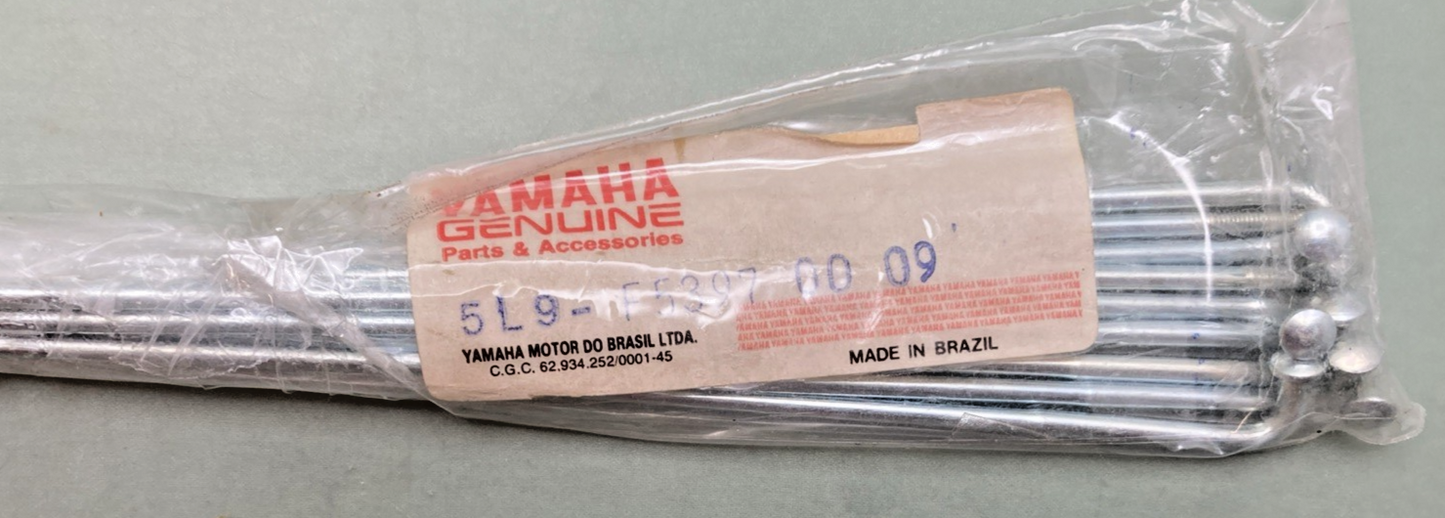 YAMAHA
GENUINE
Parts & Accessories
5L9- F5397 00 09
YAMAHA MOTOR DO BRASIL LTDA.
C.G.C. 62.934.252/0001-45
MADE IN BRAZIL